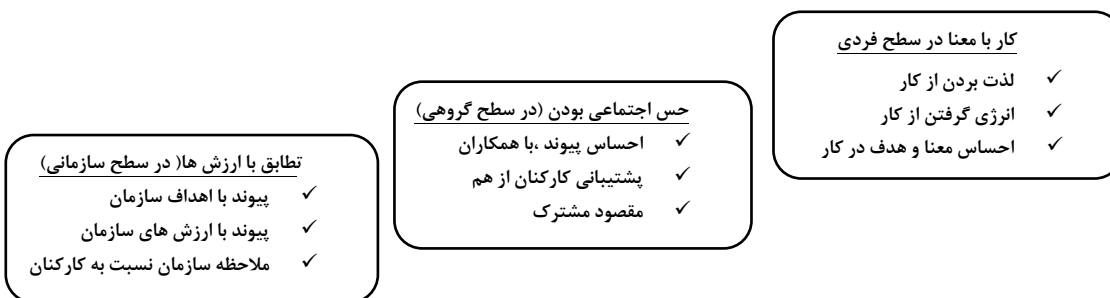 کار با معنا در سطح فردی
✓ لذت بردن از کار
✓ انرژی گرفتن از کار
✓ احساس معنا و هدف در کار
حس اجتماعی بودن (در سطح گروهی)
✓ احساس پیوند ،با همکاران
✓ پشتیبانی کارکنان از هم
✓ مقصود مشترک
تطابق با ارزش ها( در سطح سازمانی)
✓ پیوند با اهداف سازمان
✓ پیوند با ارزش های سازمان
✓ ملاحظه سازمان نسبت به کارکنان